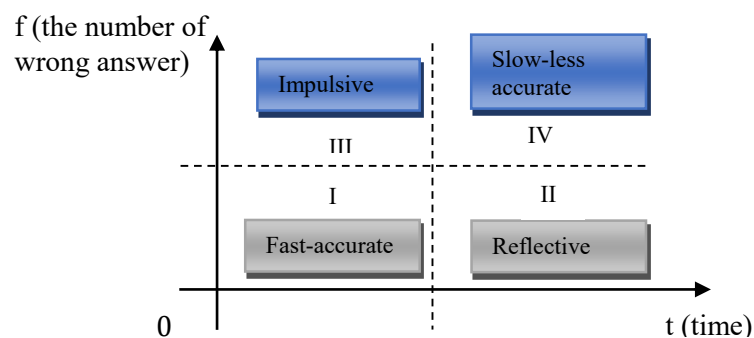 f (the number of
wrong answer)
Impulsive
Slow-less
accurate
III
IV
I
II
Fast-accurate
Reflective
0
t (time)